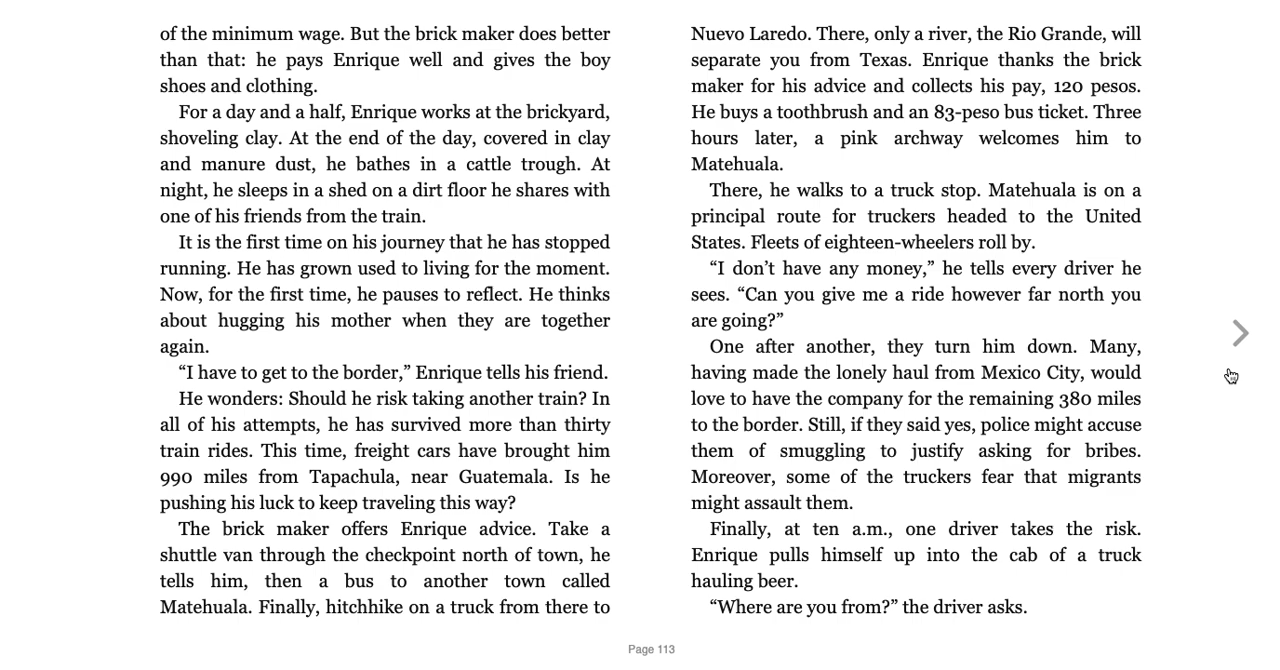 of the minimum wage. But the brick maker does better
than that: he pays Enrique well and gives the boy
shoes and clothing.
For a day and a half, Enrique works at the brickyard,
shoveling clay. At the end of the day, covered in clay
and manure dust, he bathes in a cattle trough. At
night, he sleeps in a shed on a dirt floor he shares with
one of his friends from the train.
It is the first time on his journey that he has stopped
running. He has grown used to living for the moment.
Now, for the first time, he pauses to reflect. He thinks
about hugging his mother when they are together
again.
“I have to get to the border,” Enrique tells his friend.
He wonders: Should he risk taking another train? In
all of his attempts, he has survived more than thirty
train rides. This time, freight cars have brought him
990 miles from Tapachula, near Guatemala. Is he
pushing his luck to keep traveling this way?
The brick maker offers Enrique advice. Take a
shuttle van through the checkpoint north of town, he
tells him, then a bus to another town called
Matehuala. Finally, hitchhike on a truck from there to
Nuevo Laredo. There, only a river, the Rio Grande, will
separate you from Texas. Enrique thanks the brick
maker for his advice and collects his pay, 120 pesos.
He buys a toothbrush and an 83-peso bus ticket. Three
hours later, a pink archway welcomes him to
Matehuala.
There, he walks to a truck stop. Matehuala is on a
principal route for truckers headed to the United
States. Fleets of eighteen-wheelers roll by.
“I don’t have any money,” he tells every driver he
sees. “Can you give me a ride however far north you
are going?”
One after another, they turn him down. Many,
having made the lonely haul from Mexico City, would
love to have the company for the remaining 380 miles
to the border. Still, if they said yes, police might accuse
them of smuggling to justify asking for bribes.
Moreover, some of the truckers fear that migrants
might assault them.
Finally, at ten a.m., one driver takes the risk.
Enrique pulls himself up into the cab of a truck
hauling beer.
“Where are you from?” the driver asks.
Page 113